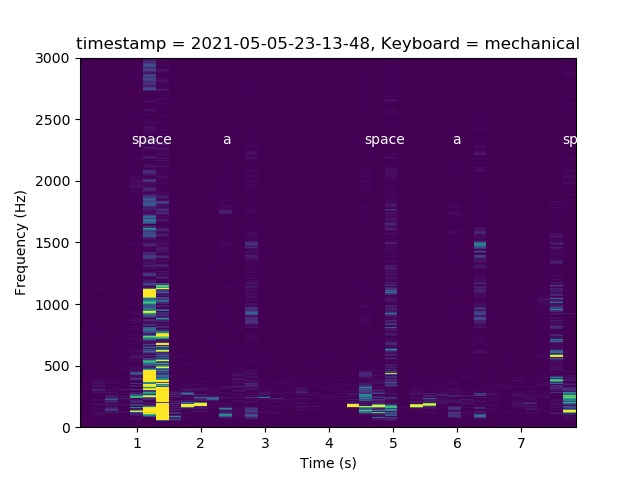 timestamp = 2021-05-05-23-13-48, Keyboard = mechanical
3000
2500
2000
1500
1000
500
0
Frequency (Hz)
space a space a sp
1 2 3 4 5 6 7
Time (s)